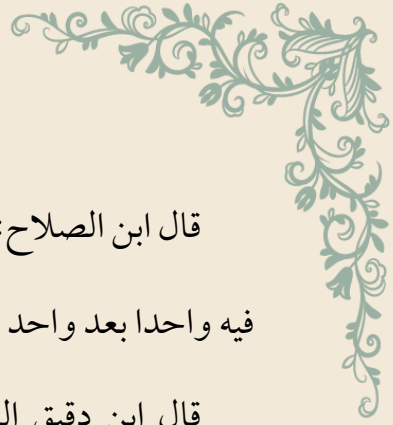 قال ابن الصلاح:
فيه واحدا بعد واحد
قال ابن دقيق